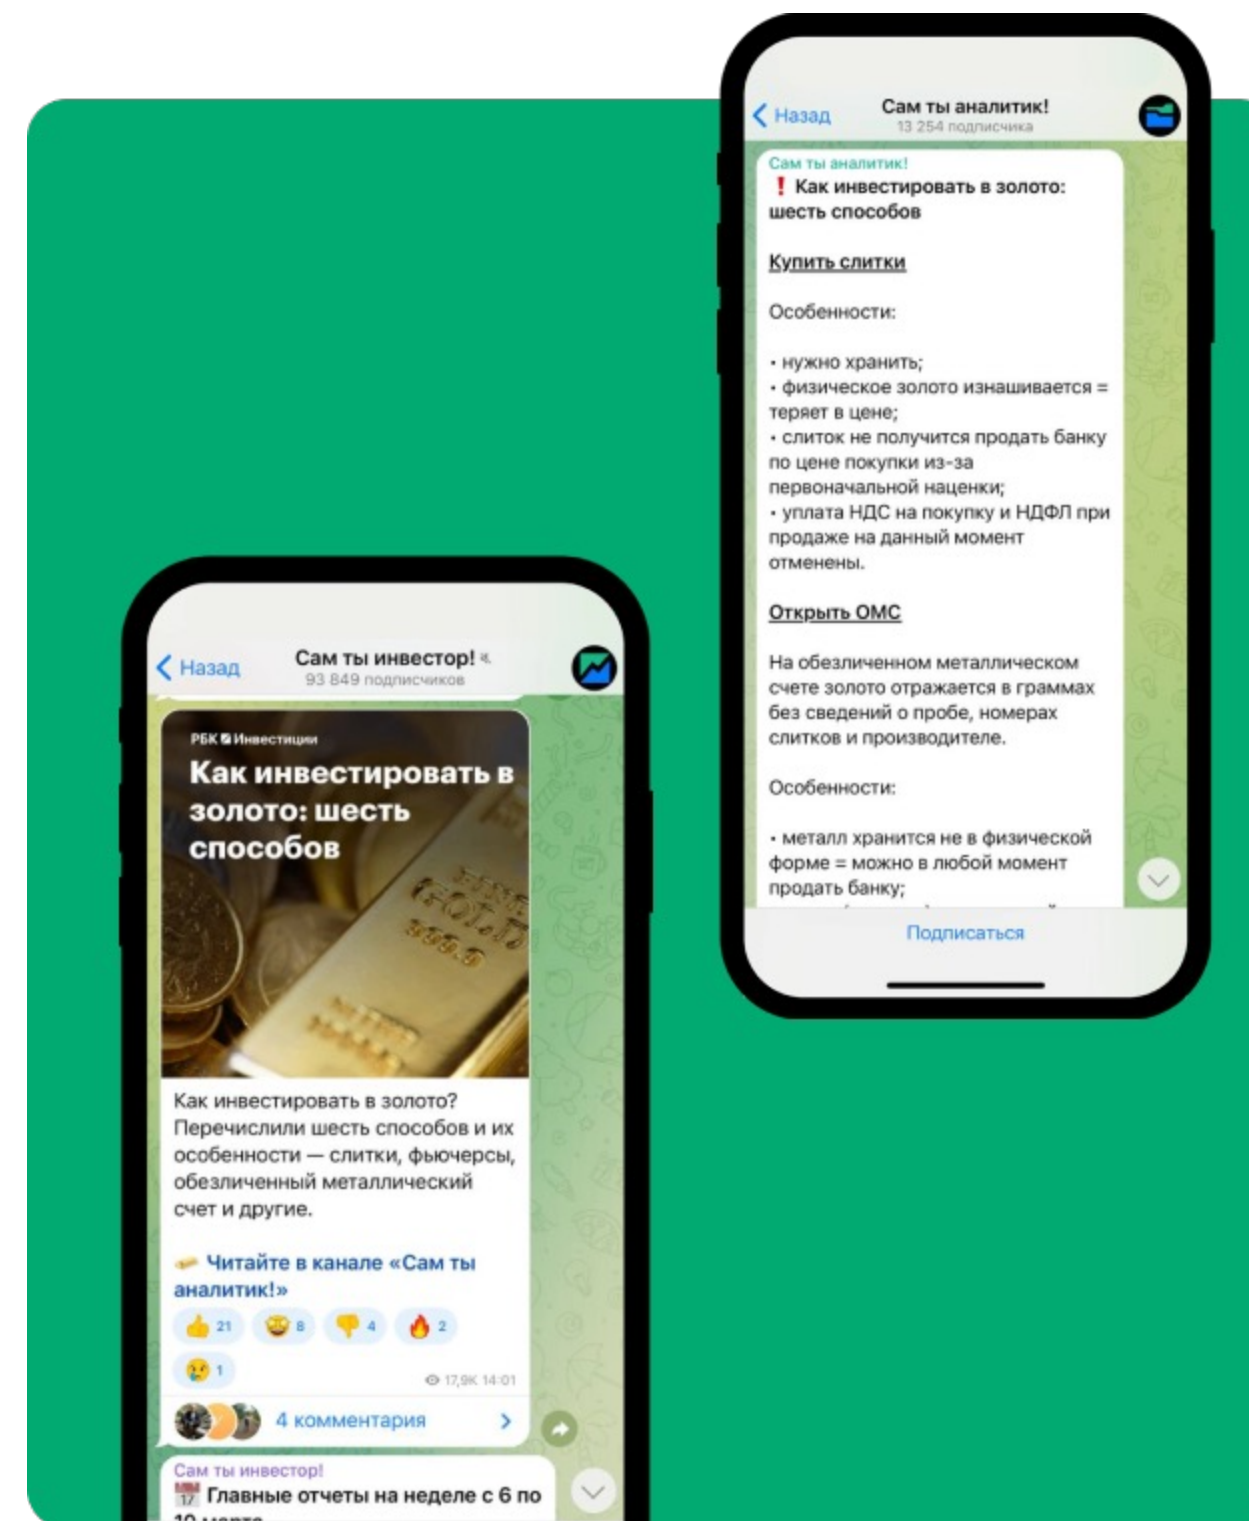 Назад
Сам ты аналитик!
13 254 подписчика
Сам ты аналитик!
❗ Как инвестировать в золото:
шесть способов
Купить слитки
Особенности:
• нужно хранить;
• физическое золото изнашивается =
теряет в цене;
• слиток не получится продать банку
по цене покупки из-за
первоначальной наценки;
• уплата НДС на покупку и НДФЛ при
продаже на данный момент
отменены.
Открыть ОМС
На обезличенном металлическом
счете золото отражается в граммах
без сведений о пробе, номерах
слитков и производителе.
Особенности:
• металл хранится не в физической
форме = можно в любой момент
продать банку;
Подписаться
Назад
Сам ты инвестор!
93 849 подписчиков
РБК Инвестиции
Как инвестировать в
золото: шесть
способов
FINE
GOLD
999.9
Как инвестировать в золото?
Перечислили шесть способов и их
особенности — слитки, фьючерсы,
обезличенный металлический
счет и другие.
Читайте в канале «Сам ты
аналитик!»
👍 21 🤩 8 👎 4 🔥 2
😢 1
17,9K 14:01
4 комментария
Сам ты инвестор!
📅 Главные отчеты на неделе с 6 по